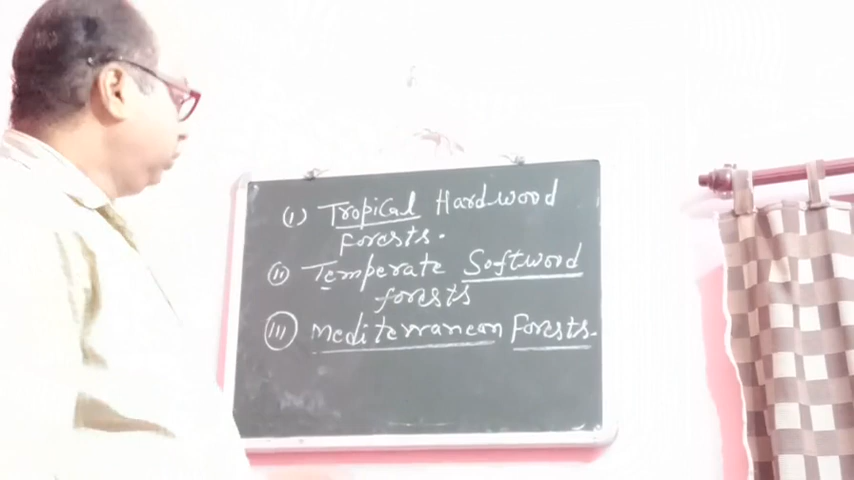 (i) Tropical Hardwood
forests.
(ii) Temperate Softwood
forests
(iii) Mediterranean Forests.